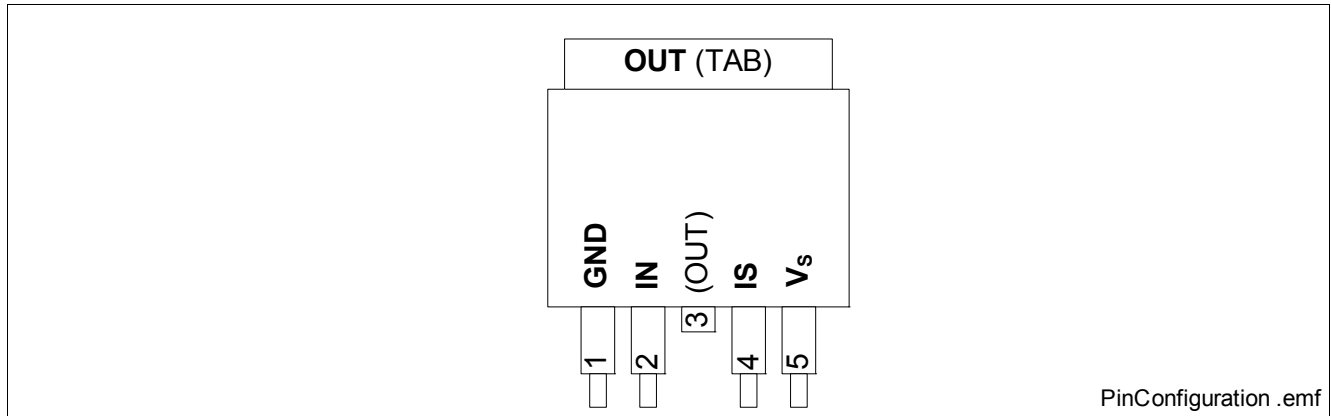 OUT (TAB)
GND
IN
(OUT)
IS
Vs
1
2
3
4
5
PinConfiguration .emf